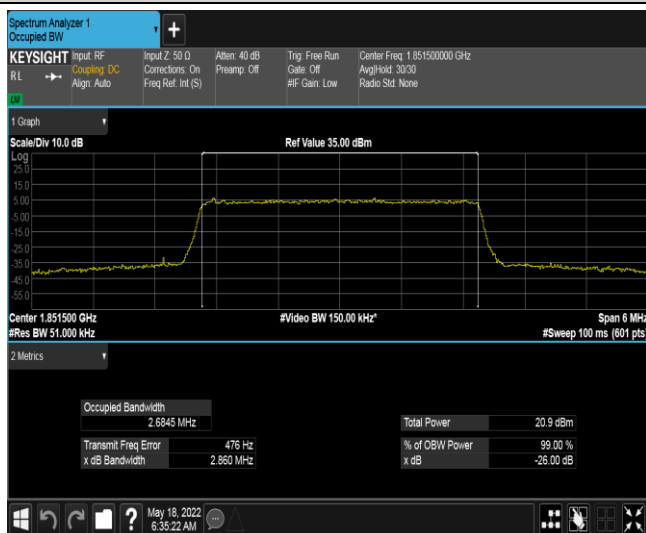 Spectrum Analyzer 1
Occupied BW
+
KEYSIGHT Input: RF Input Z: 50 Ω Atten: 40 dB Trig: Free Run Center Freq: 1.851500000 GHz
RL Coupling: DC Corrections: On Preamp: Off Gate: Off Avg|Hold: 30/30
Align: Auto Freq Ref: Int (S) #IF Gain: Low Radio Std: None
1 Graph
Scale/Div 10.0 dB Ref Value 35.00 dBm
Log
25.0
15.0
5.00
-5.00
-15.0
-25.0
-35.0
-45.0
-55.0
Center 1.851500 GHz #Video BW 150.00 kHz* Span 6 MHz
#Res BW 51.000 kHz #Sweep 100 ms (601 pts)
2 Metrics
Occupied Bandwidth
2.6845 MHz Total Power 20.9 dBm
Transmit Freq Error 476 Hz % of OBW Power 99.00 %
x dB Bandwidth 2.860 MHz x dB -26.00 dB
? May 18, 2022
6:35:22 AM